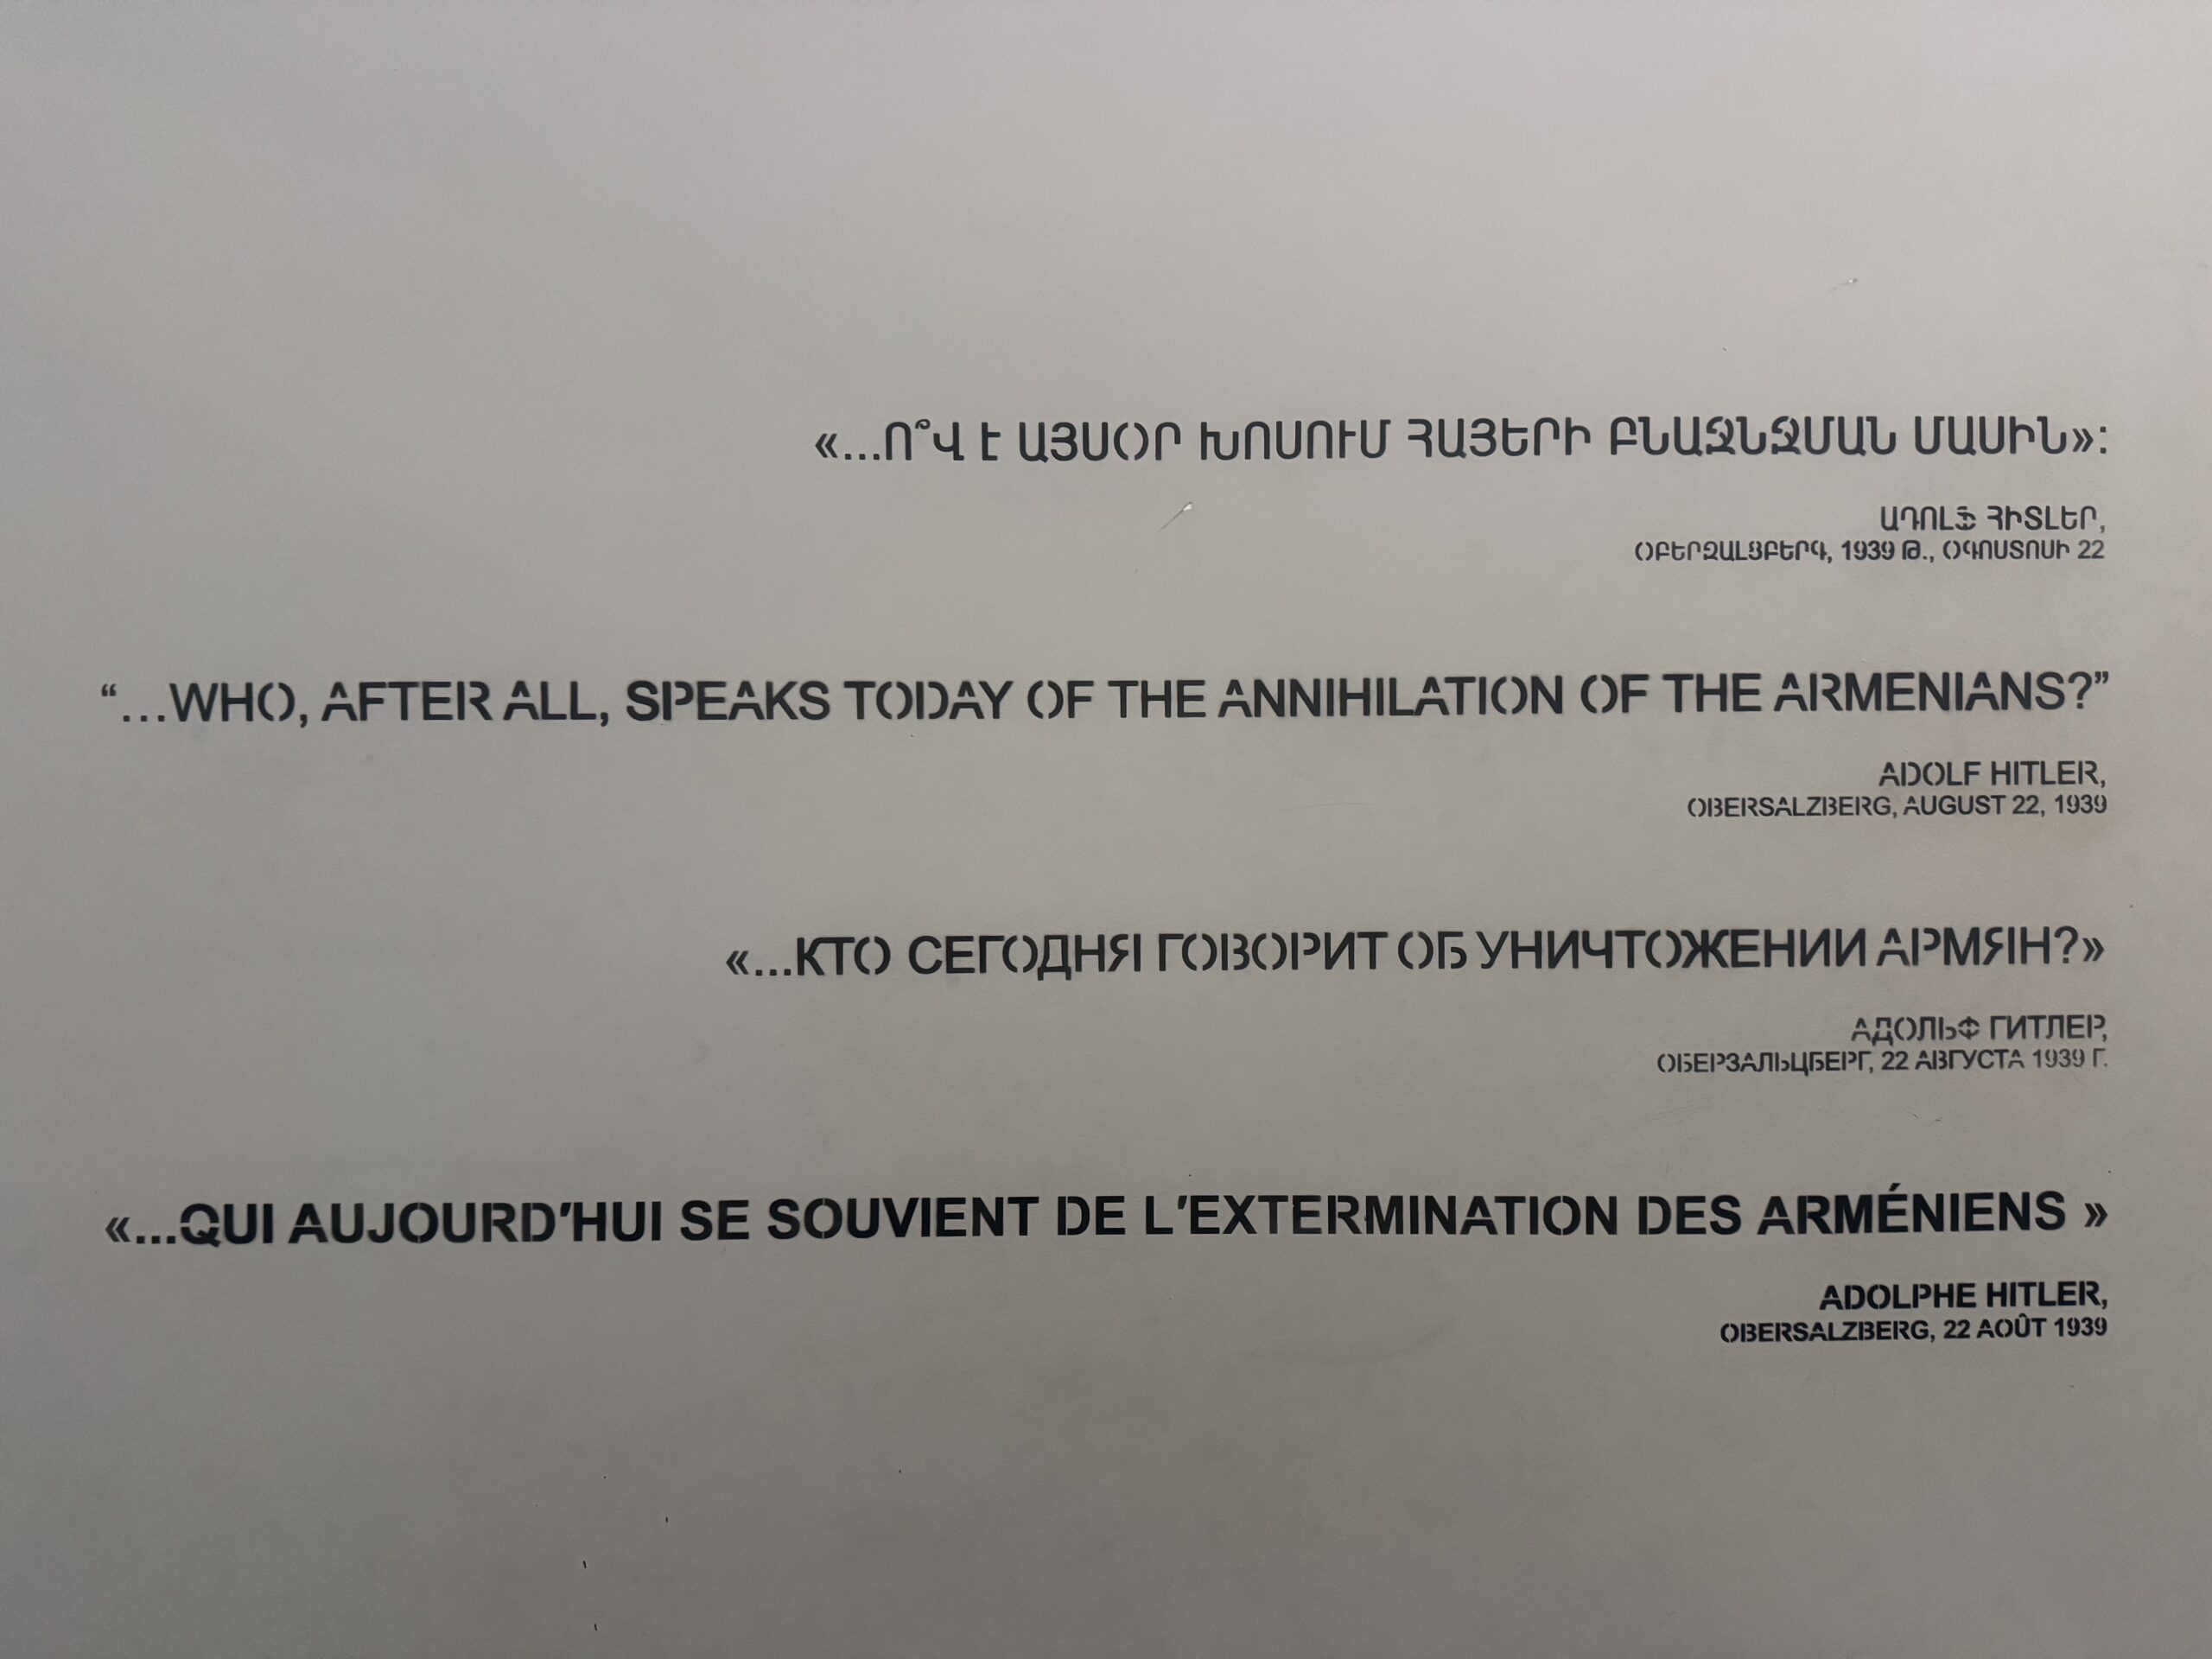 «...Ո՞Վ Է ԱՅՍՕՐ ԽՈՍՈՒՄ ՀԱՅԵՐԻ ԲՆԱՋՆՋՄԱՆ ՄԱՍԻՆ»:
ԱԴՈԼՖ ՀԻՏԼԵՐ,
ՕԲԵՐԶԱԼՑԲԵՐԳ, 1939 Թ., ՕԳՈՍՏՈՍԻ 22
“...WHO, AFTER ALL, SPEAKS TODAY OF THE ANNIHILATION OF THE ARMENIANS?”
ADOLF HITLER,
OBERSALZBERG, AUGUST 22, 1939
«...КТО СЕГОДНЯ ГОВОРИТ ОБ УНИЧТОЖЕНИИ АРМЯН?»
АДОЛЬФ ГИТЛЕР,
ОБЕРЗАЛЬЦБЕРГ, 22 АВГУСТА 1939 Г.
«...QUI AUJOURD'HUI SE SOUVIENT DE L'EXTERMINATION DES ARMÉNIENS »
ADOLPHE HITLER,
OBERSALZBERG, 22 AOÛT 1939